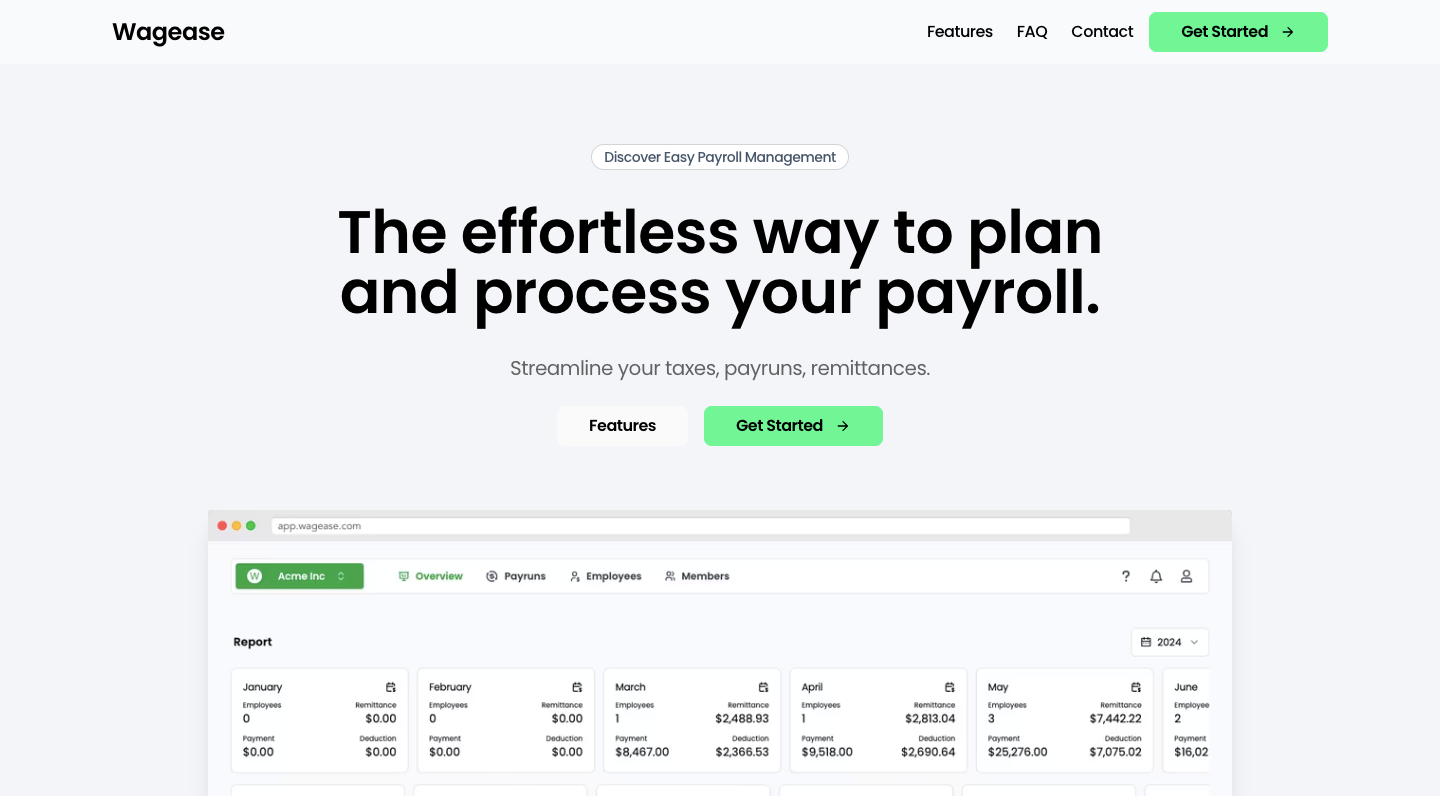 Wagease
Features FAQ Contact Get Started
Discover Easy Payroll Management
The effortless way to plan
and process your payroll.
Streamline your taxes, payruns, remittances.
Features Get Started
app.wagease.com
W Acme Inc Overview Payruns Employees Members ?
Report 2024
January February March April May June
Employees Remittance Employees Remittance Employees Remittance Employees Remittance Employees Remittance Employee
0 $0.00 0 $0.00 1 $2,488.93 1 $2,813.04 3 $7,442.22 2
Payment Deduction Payment Deduction Payment Deduction Payment Deduction Payment Deduction Payment
$0.00 $0.00 $0.00 $0.00 $8,467.00 $2,366.53 $9,518.00 $2,690.64 $25,276.00 $7,075.02 $16,02